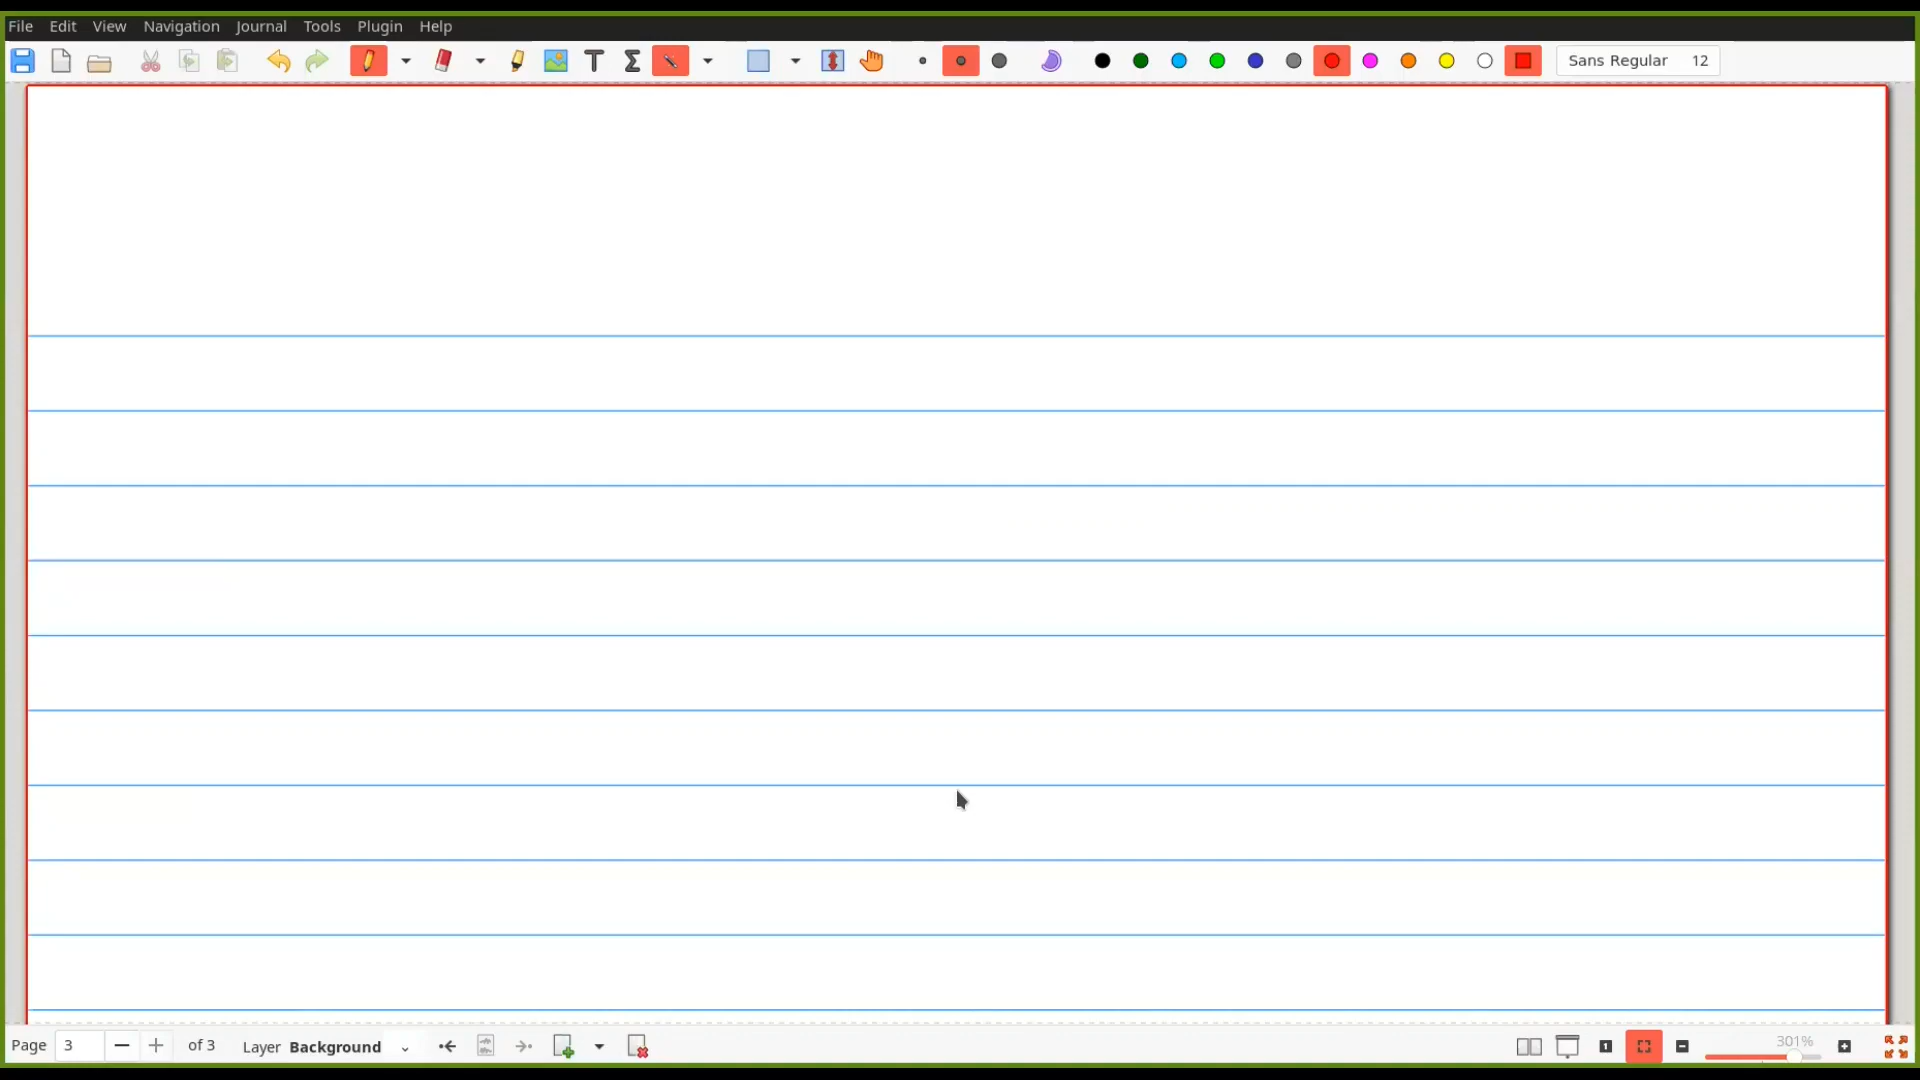 File Edit View Navigation Journal Tools Plugin Help
Sans Regular 12
Page 3 of 3 Layer Background 301%